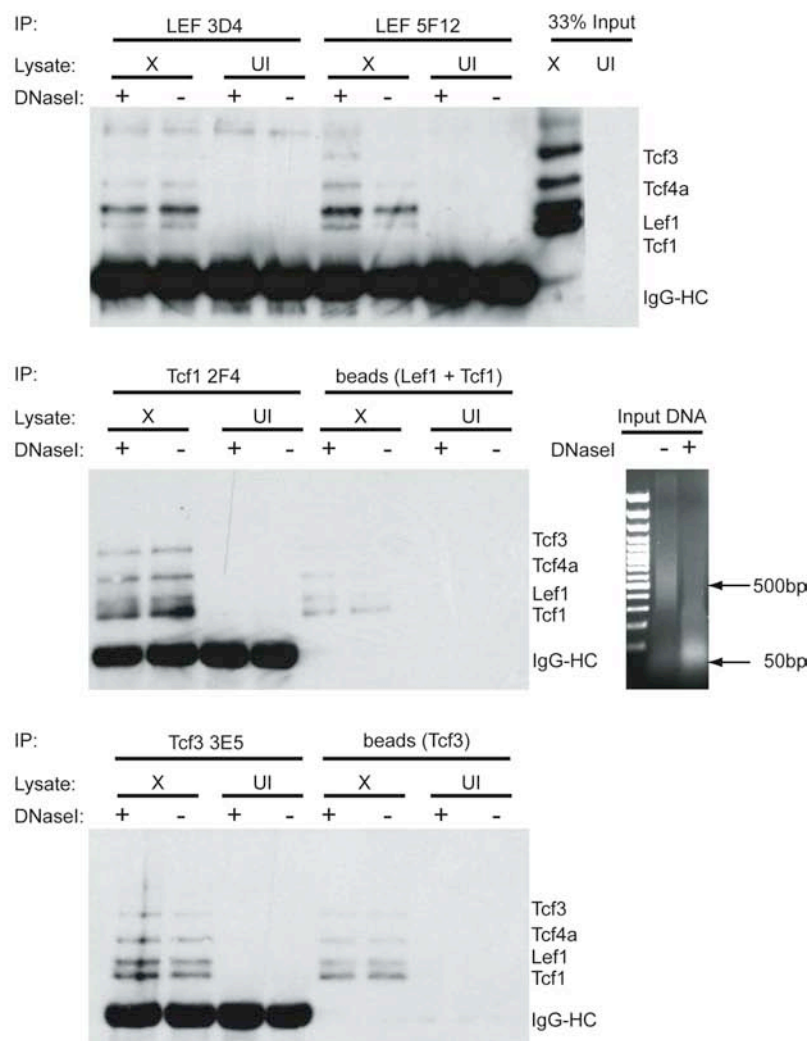 IP: LEF 3D4 LEF 5F12 33% Input
Lysate: X UI X UI X UI
DNaseI: + - + - + - + -
Tcf3
Tcf4a
Lef1
Tcf1
IgG-HC
IP: Tcf1 2F4 beads (Lef1 + Tcf1)
Lysate: X UI X UI Input DNA
DNaseI: + - + - + - + - DNaseI - +
Tcf3
Tcf4a
Lef1 500bp
Tcf1
IgG-HC 50bp
IP: Tcf3 3E5 beads (Tcf3)
Lysate: X UI X UI
DNaseI: + - + - + - + -
Tcf3
Tcf4a
Lef1
Tcf1
IgG-HC